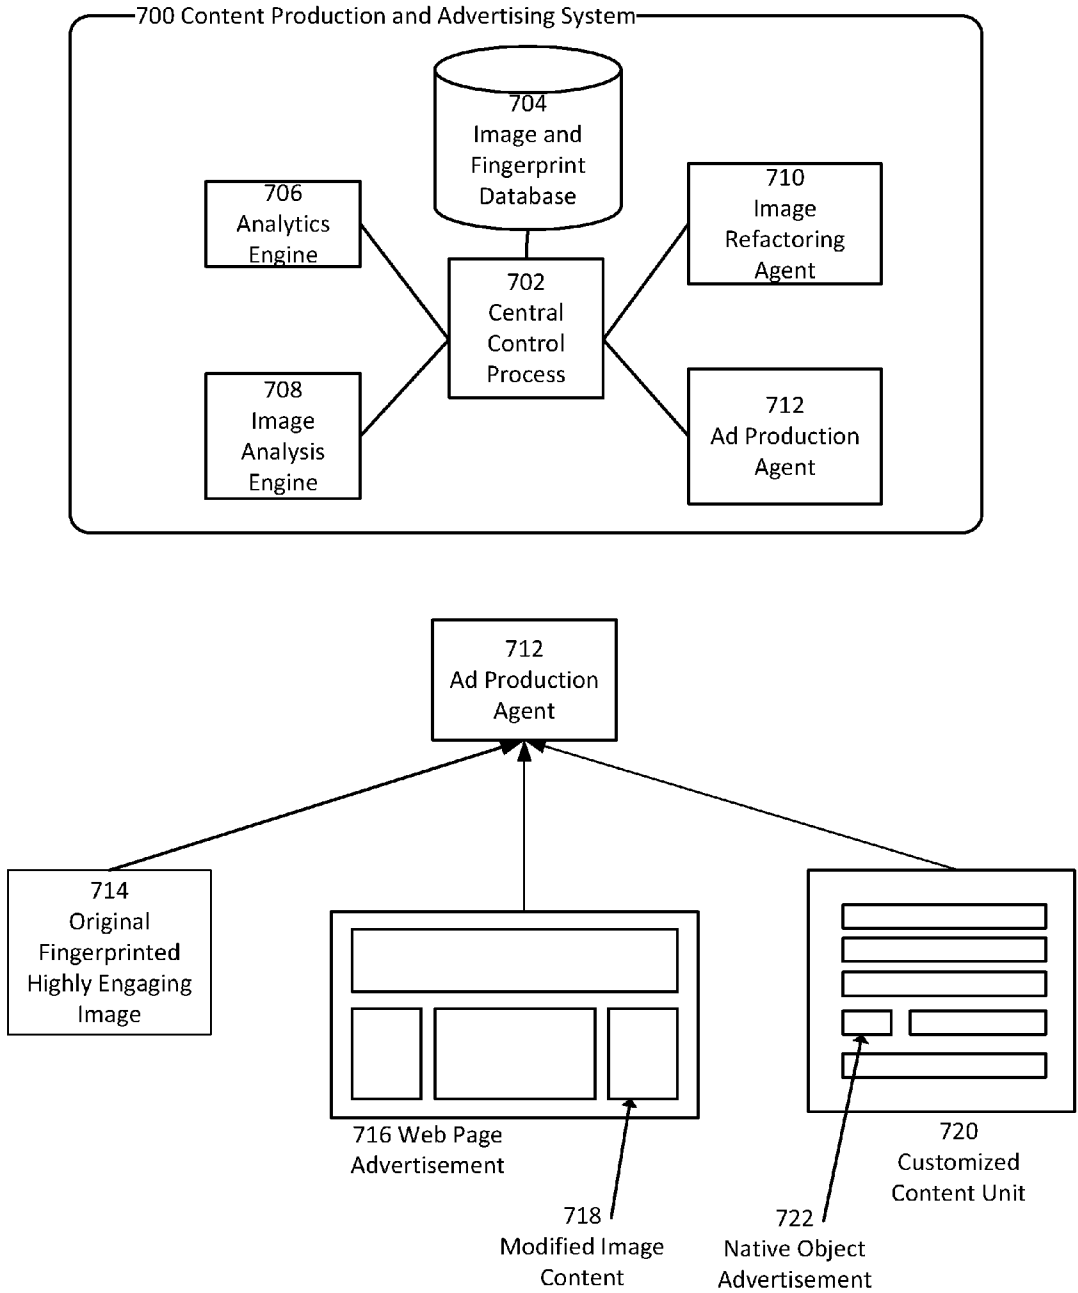 700 Content Production and Advertising System
704
Image and
Fingerprint
Database
706
Analytics
Engine
710
Image
Refactoring
Agent
702
Central
Control
Process
708
Image
Analysis
Engine
712
Ad Production
Agent
712
Ad Production
Agent
714
Original
Fingerprinted
Highly Engaging
Image
716 Web Page
Advertisement
720
Customized
Content Unit
718
Modified Image
Content
722
Native Object
Advertisement